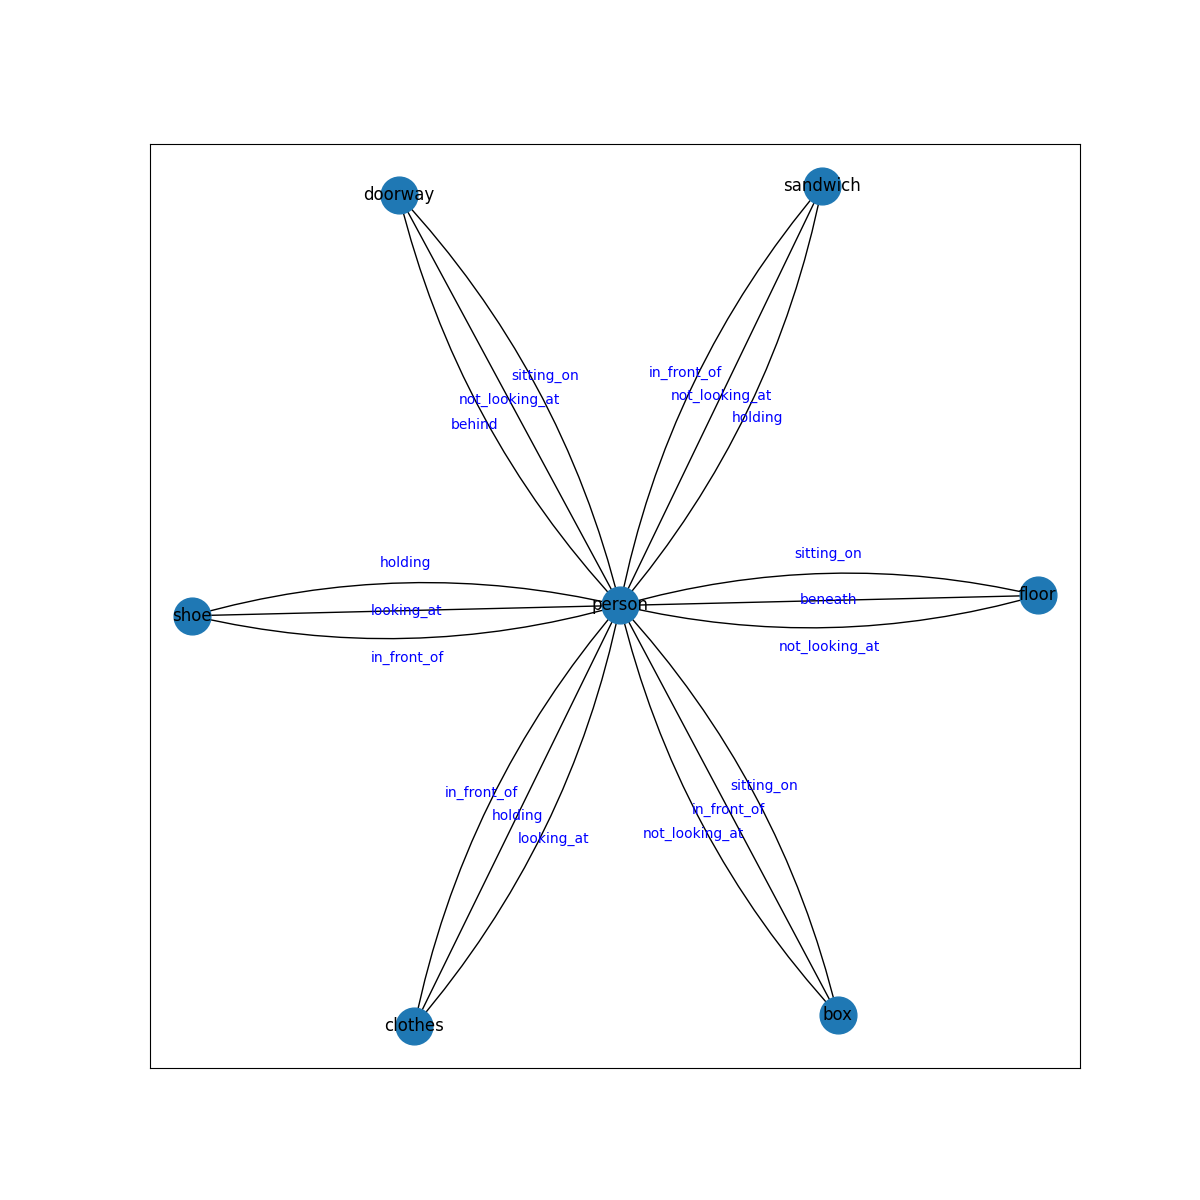 sandwich
doorway
in_front_of
sitting_on
not_looking_at
not_looking_at
holding
behind
sitting_on
holding
floor
beneath
person
looking_at
shoe
not_looking_at
in_front_of
sitting_on
in_front_of
in_front_of
holding
not_looking_at
looking_at
box
clothes